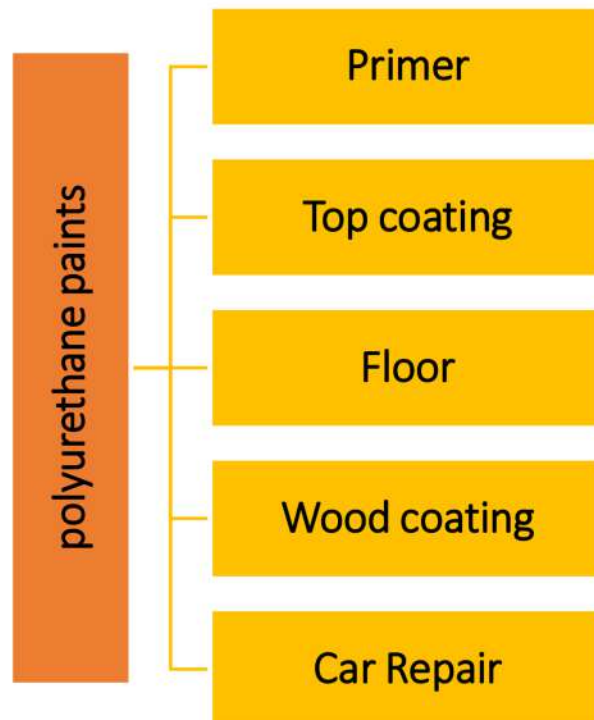 polyurethane paints
Primer
Top coating
Floor
Wood coating
Car Repair